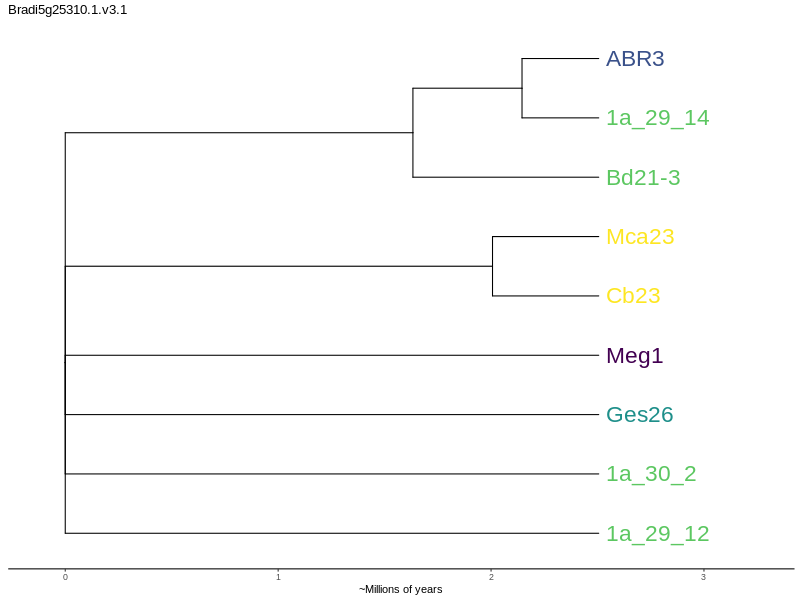 Bradi5g25310.1.v3.1
ABR3
1a_29_14
Bd21-3
Mca23
Cb23
Meg1
Ges26
1a_30_2
1a_29_12
0 1 2 3
~Millions of years